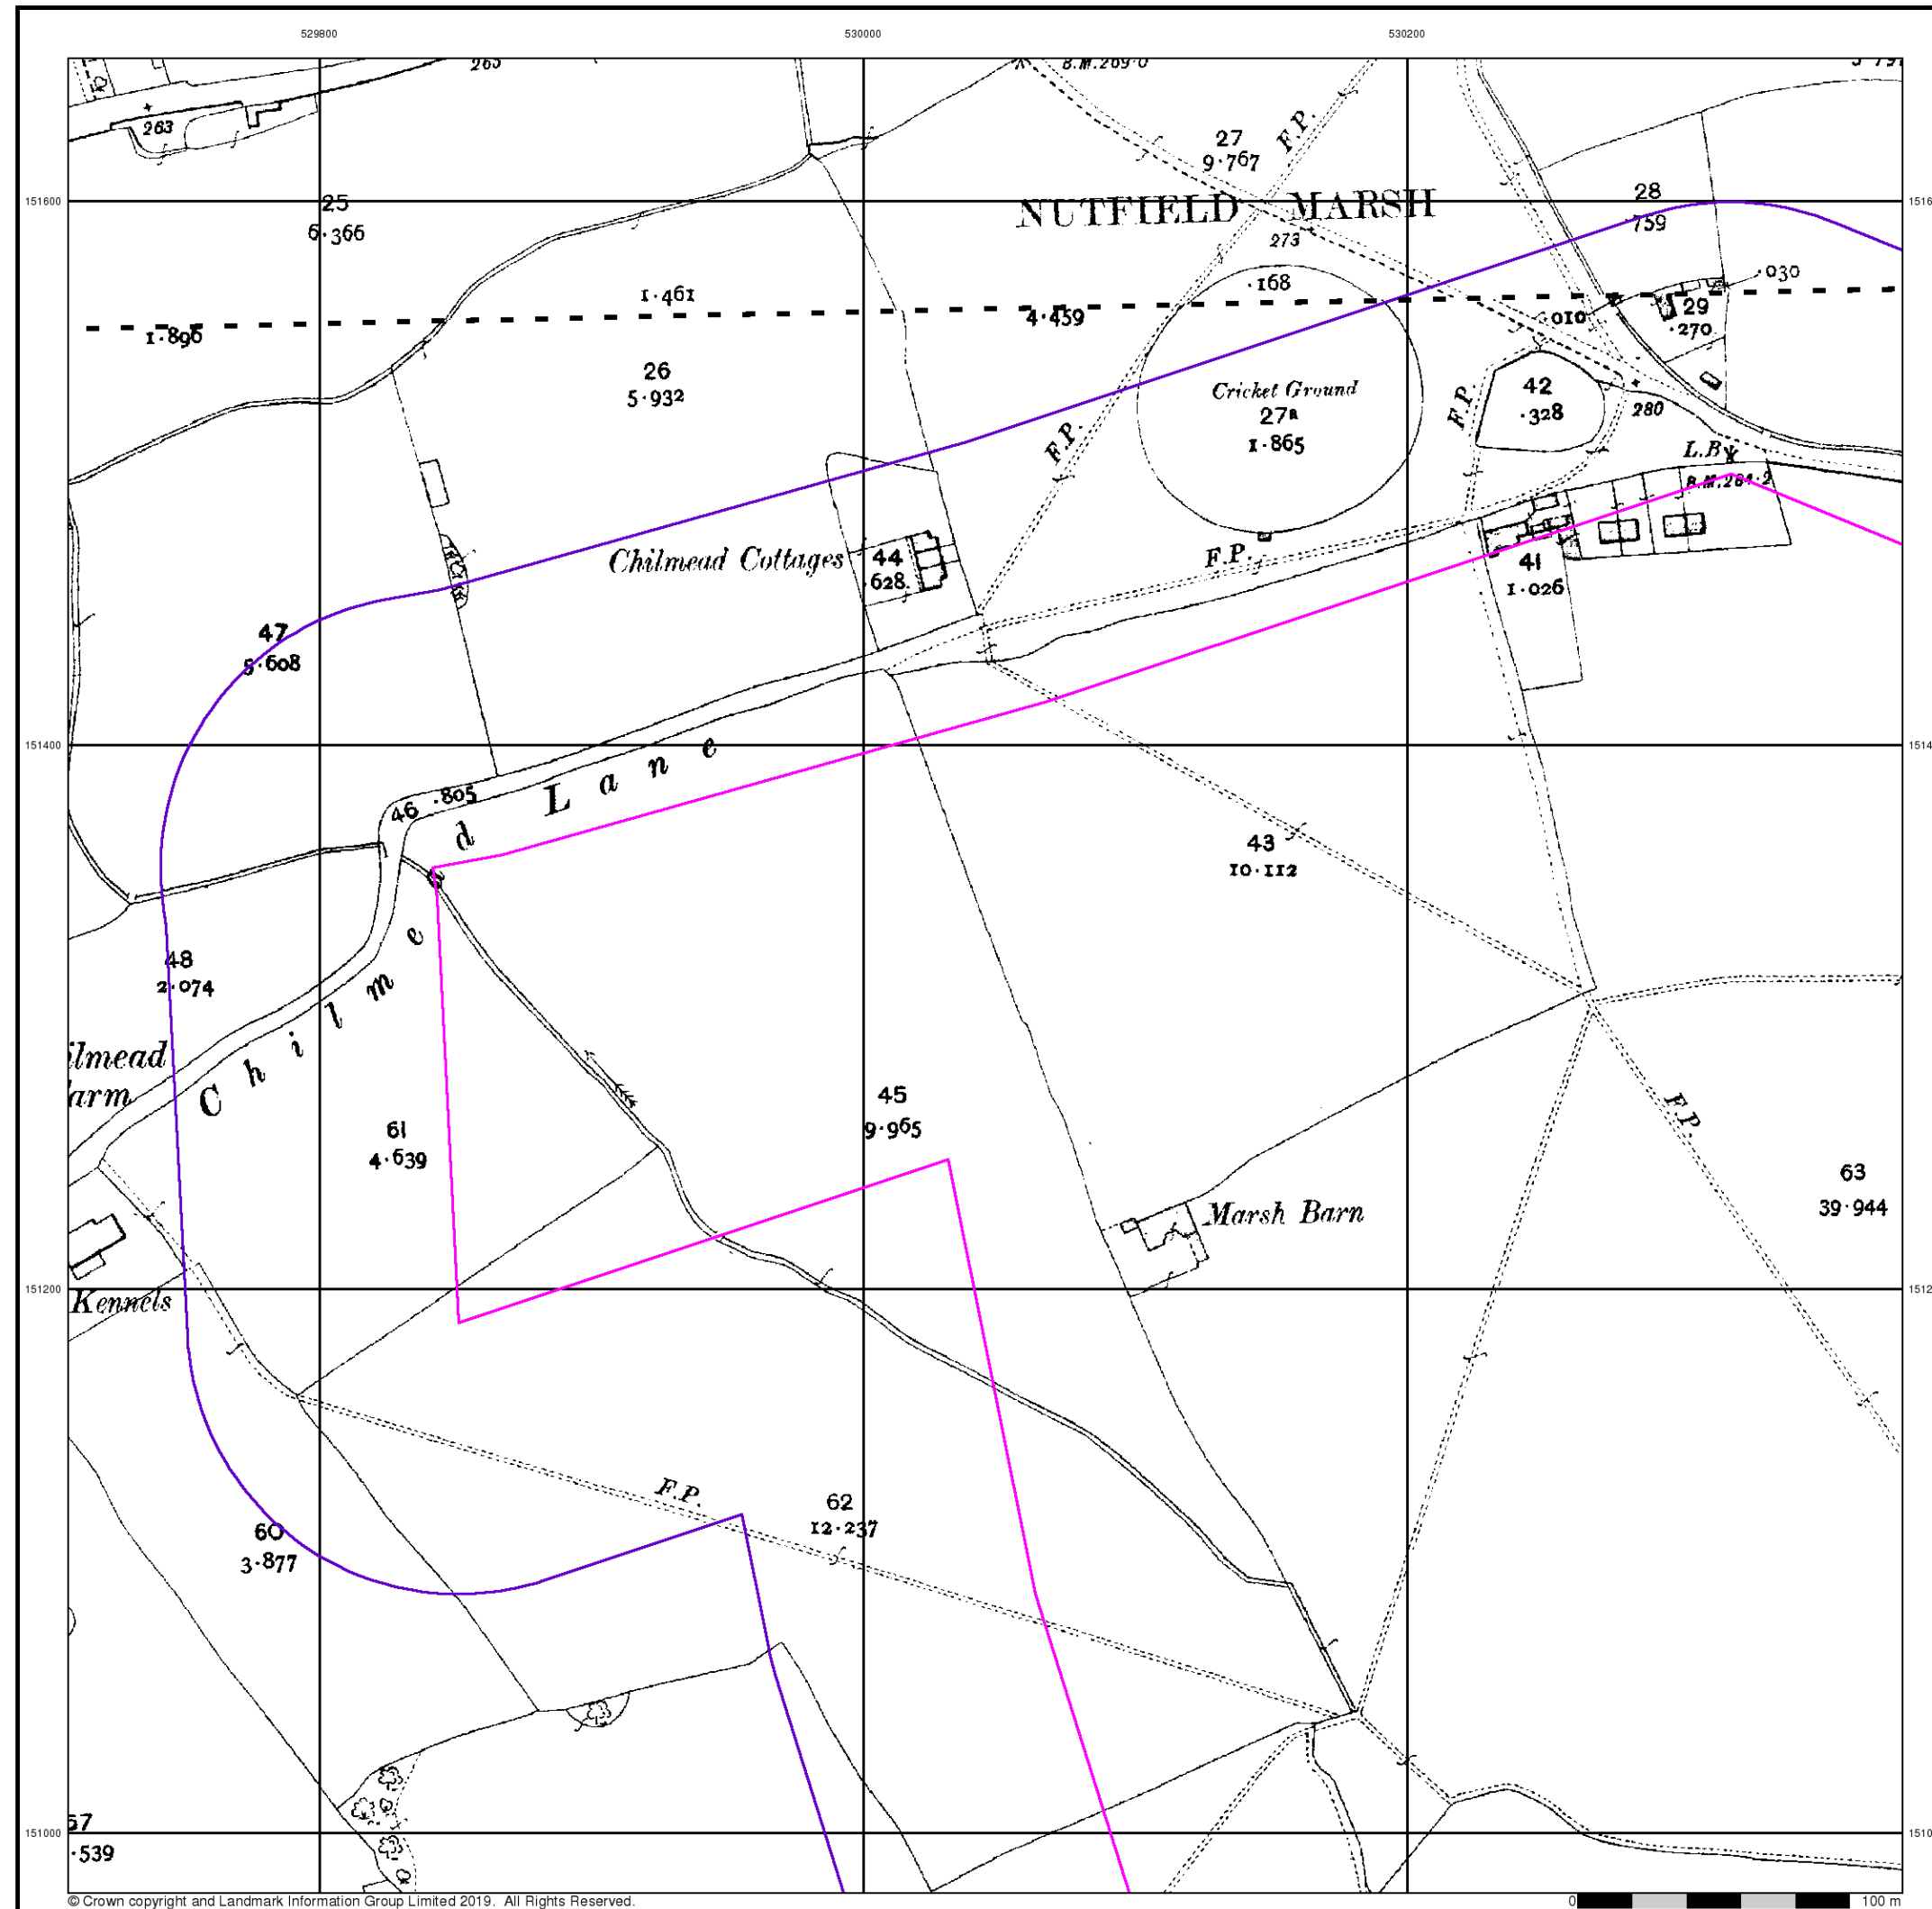 529800 530000 530200
265
B.M.269·0
263
27
9·767
F.P.
151600
25
6·366
NUTFIELD MARSH
273
28
·759
·168
·030
1·461
1·896
4·459
·010
29
·270
26
5·932
Cricket Ground
27a
1·865
F.P.
F.P.
42
·328
280
L.B.
B.M.281·2
Chilmead Cottages
44
·628
F.P.
41
1·026
47
5·608
151400
46 ·805
Chilmead Lane
43
10·112
48
2·074
ilmead
arm
61
4·639
45
9·965
F.P.
63
39·944
Marsh Barn
151200
Kennels
F.P.
62
12·237
60
3·877
151000
57
·539
© Crown copyright and Landmark Information Group Limited 2019. All Rights Reserved.
0 100 m